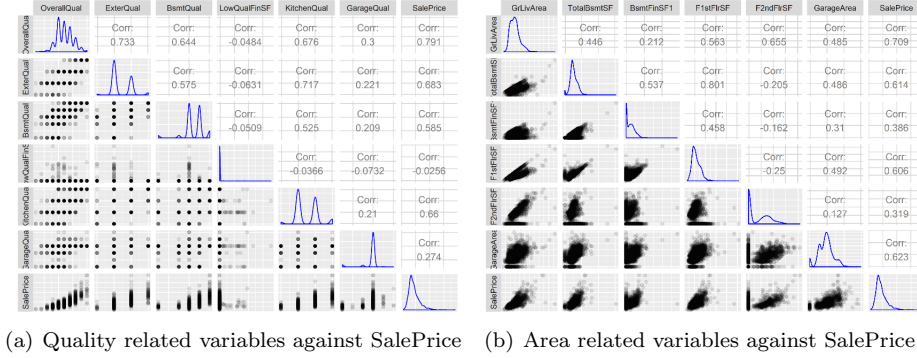 OverallQual ExterQual BsmtQual LowQualFinSF KitchenQual GarageQual SalePrice
OverallQual Corr: 0.733 Corr: 0.644 Corr: -0.0484 Corr: 0.676 Corr: 0.3 Corr: 0.791
ExterQual Corr: 0.575 Corr: -0.0631 Corr: 0.717 Corr: 0.221 Corr: 0.683
BsmtQual Corr: -0.0509 Corr: 0.525 Corr: 0.209 Corr: 0.585
wQualFinS Corr: -0.0366 Corr: -0.0732 Corr: -0.0256
KitchenQual Corr: 0.21 Corr: 0.66
GarageQual Corr: 0.274
SalePrice
(a) Quality related variables against SalePrice
GrLivArea TotalBsmtSF BsmtFinSF1 F1stFlrSF F2ndFlrSF GarageArea SalePrice
GrLivArea Corr: 0.446 Corr: 0.212 Corr: 0.563 Corr: 0.655 Corr: 0.485 Corr: 0.709
TotalBsmtS Corr: 0.537 Corr: 0.801 Corr: -0.205 Corr: 0.486 Corr: 0.614
BsmtFinSF Corr: 0.458 Corr: -0.162 Corr: 0.31 Corr: 0.386
F1stFlrSF Corr: -0.25 Corr: 0.492 Corr: 0.606
F2ndFlrSF Corr: 0.127 Corr: 0.319
GarageArea Corr: 0.623
SalePrice
(b) Area related variables against SalePrice